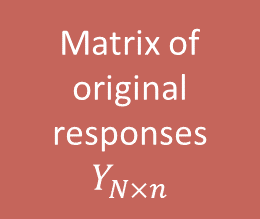 Matrix of
original
responses
Y_{N×n}